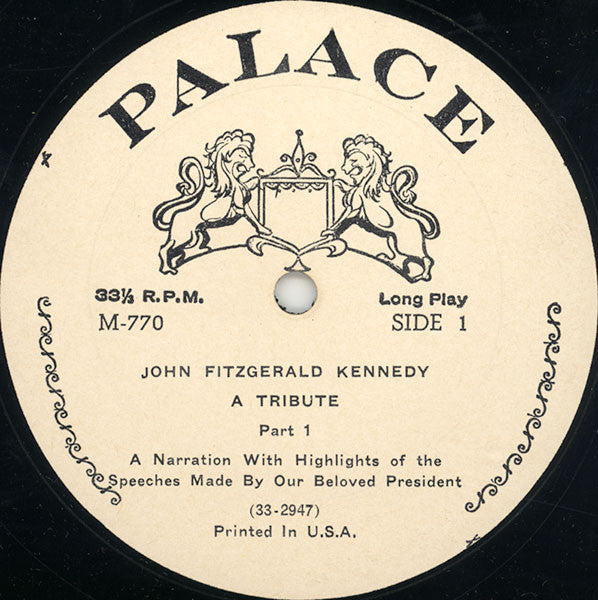 PALACE
33⅓ R.P.M. Long Play
M-770 SIDE 1
JOHN FITZGERALD KENNEDY
A TRIBUTE
Part 1
A Narration With Highlights of the
Speeches Made By Our Beloved President
(33-2947)
Printed In U.S.A.